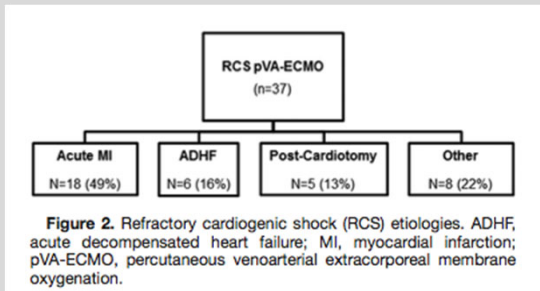 RCS pVA-ECMO
(n=37)
Acute MI
N=18 (49%)
ADHF
N=6 (16%)
Post-Cardiotomy
N=5 (13%)
Other
N=8 (22%)
Figure 2. Refractory cardiogenic shock (RCS) etiologies. ADHF,
acute decompensated heart failure; MI, myocardial infarction;
pVA-ECMO, percutaneous venoarterial extracorporeal membrane
oxygenation.